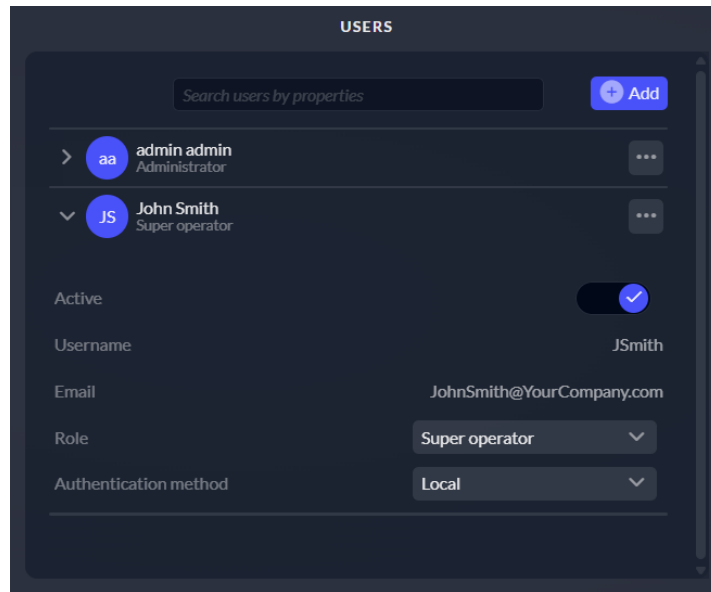 USERS
Search users by properties
+ Add
aa
admin admin
Administrator
JS
John Smith
Super operator
Active
Username
JSmith
Email
JohnSmith@YourCompany.com
Role
Super operator
Authentication method
Local